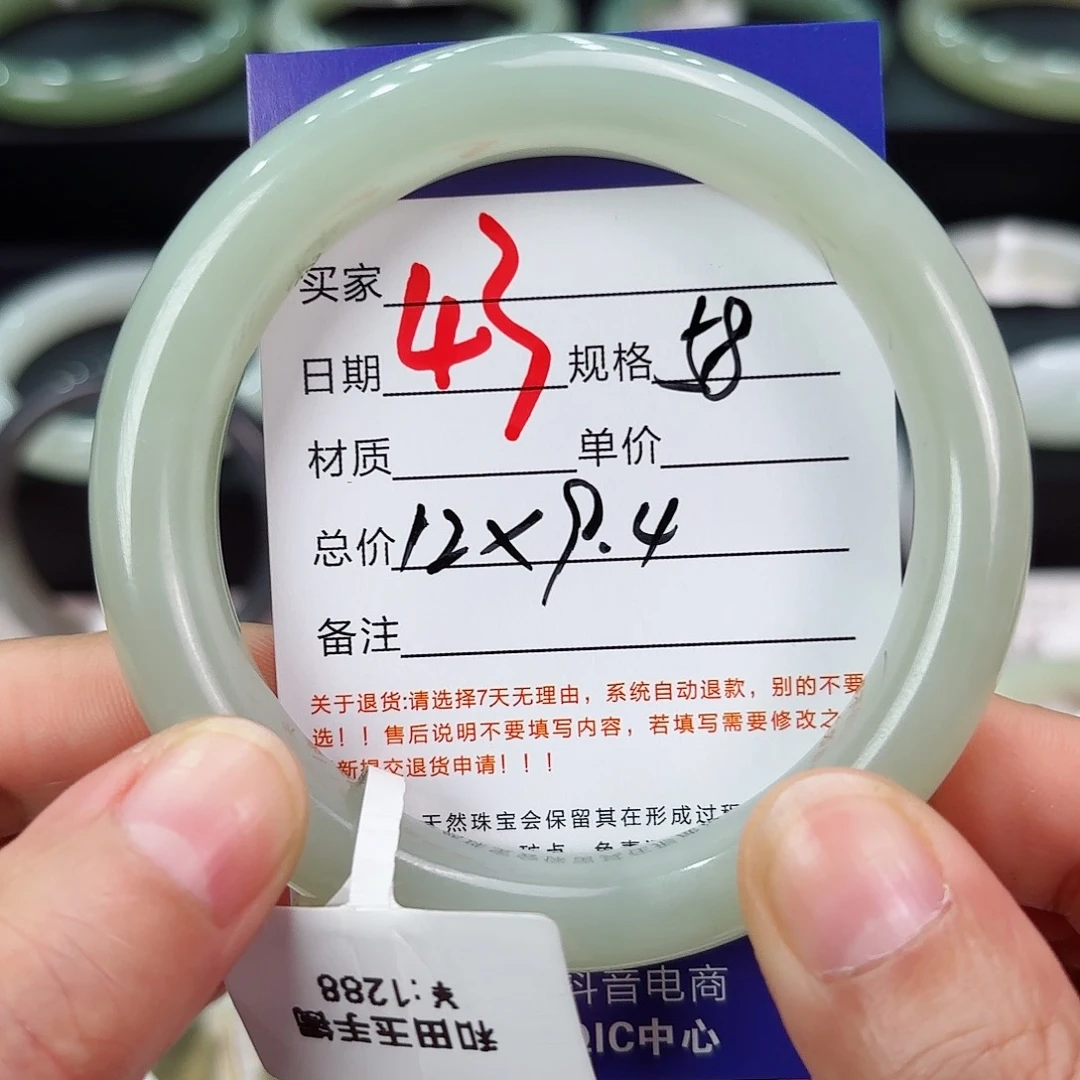 买家 43
日期 规格 58
材质 单价
总价 12×9.4
备注
关于退货:请选择7天无理由，系统自动退款，别的不要
选！！售后说明不要填写内容，若填写需要修改之
新提交退货申请！！！
天然珠宝会保留其在形成过程
抖音电商
QIC中心
和田玉手镯
¥:1288